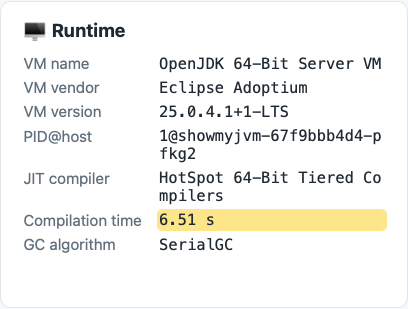 🖥️ Runtime
VM name OpenJDK 64-Bit Server VM
VM vendor Eclipse Adoptium
VM version 25.0.4.1+1-LTS
PID@host 1@showmyjvm-67f9bbb4d4-p
fkg2
JIT compiler HotSpot 64-Bit Tiered Co
mpilers
Compilation time 6.51 s
GC algorithm SerialGC